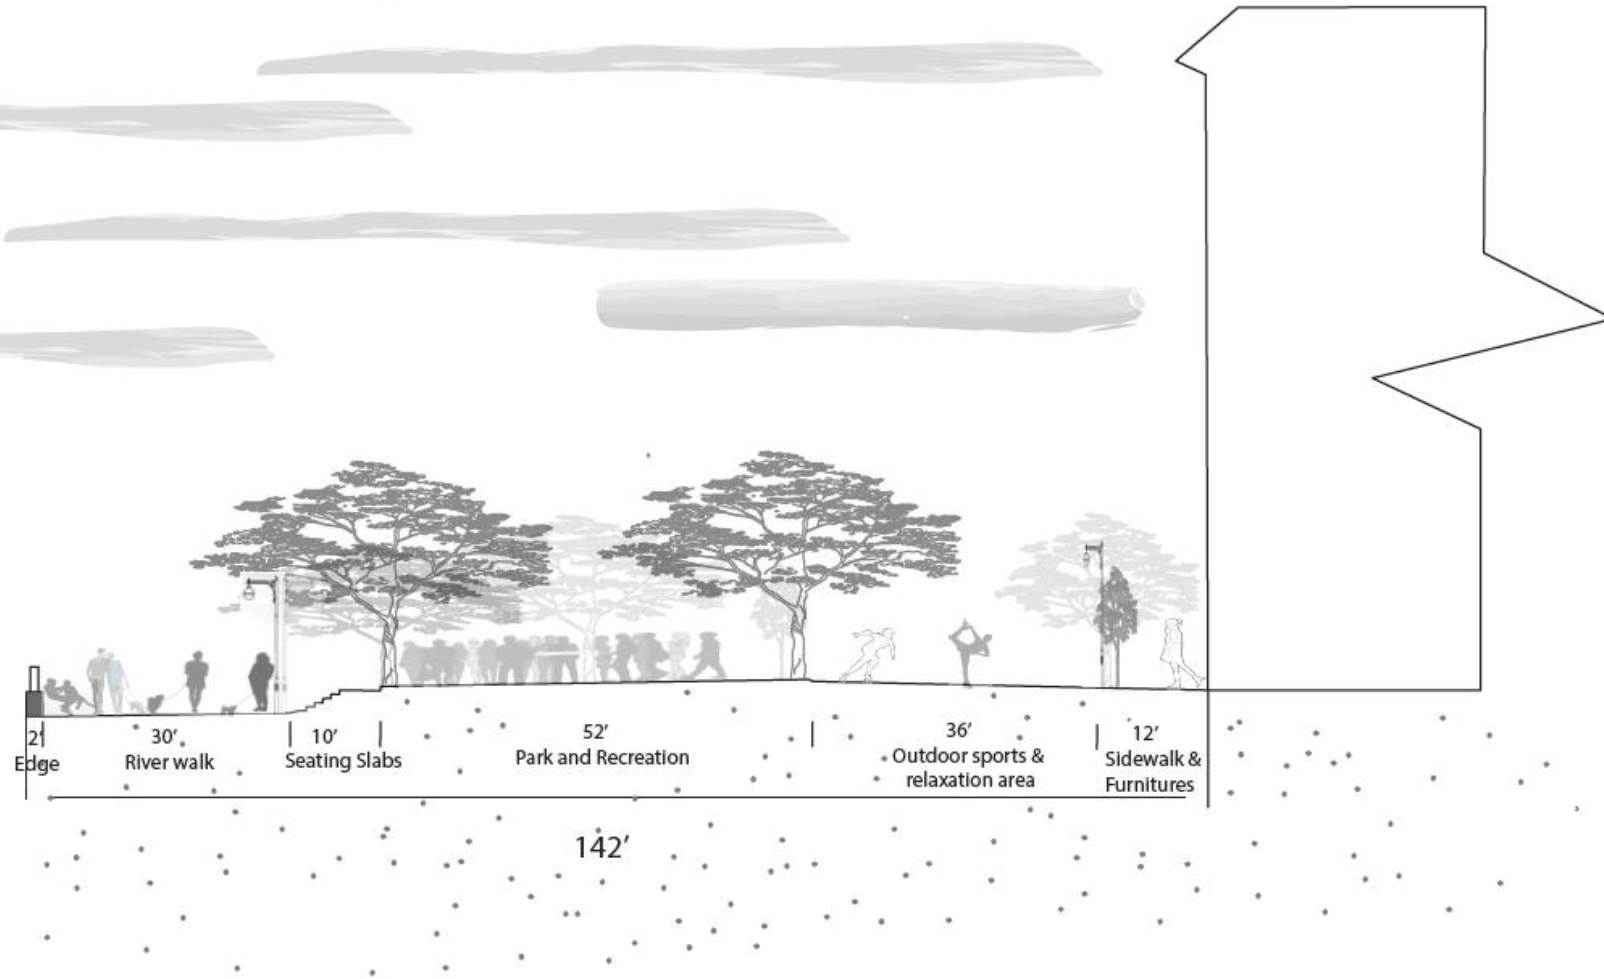 2′
Edge
30′
River walk
10′
Seating Slabs
52′
Park and Recreation
36′
Outdoor sports &
relaxation area
12′
Sidewalk &
Furnitures
142′